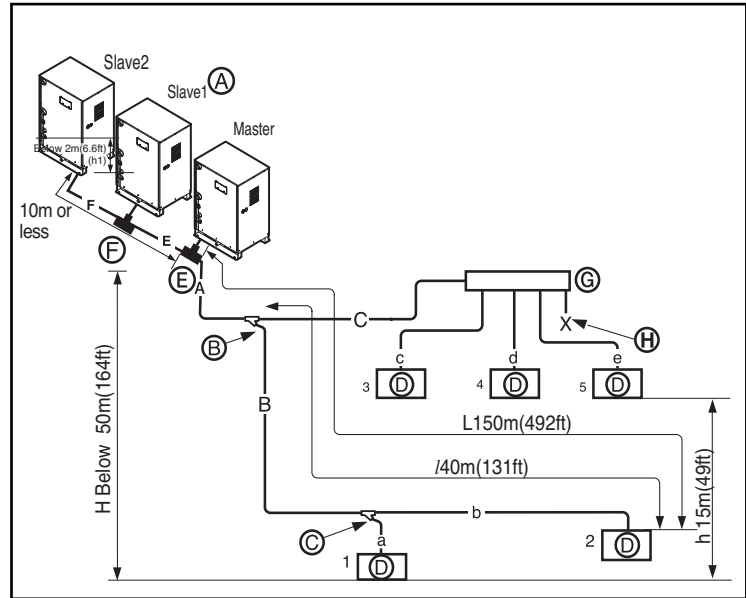 Slave2
Slave1 Ⓐ
Master
Below 2m(6.6ft)
(h1)
10m or
less
F
E
Ⓕ
Ⓔ
A
Ⓖ
C
X
Ⓗ
Ⓑ
c
d
e
3 Ⓓ
4 Ⓓ
5 Ⓓ
B
H Below 50m(164ft)
L150m(492ft)
l40m(131ft)
h 15m(49ft)
b
Ⓒ
a
2 Ⓓ
1 Ⓓ